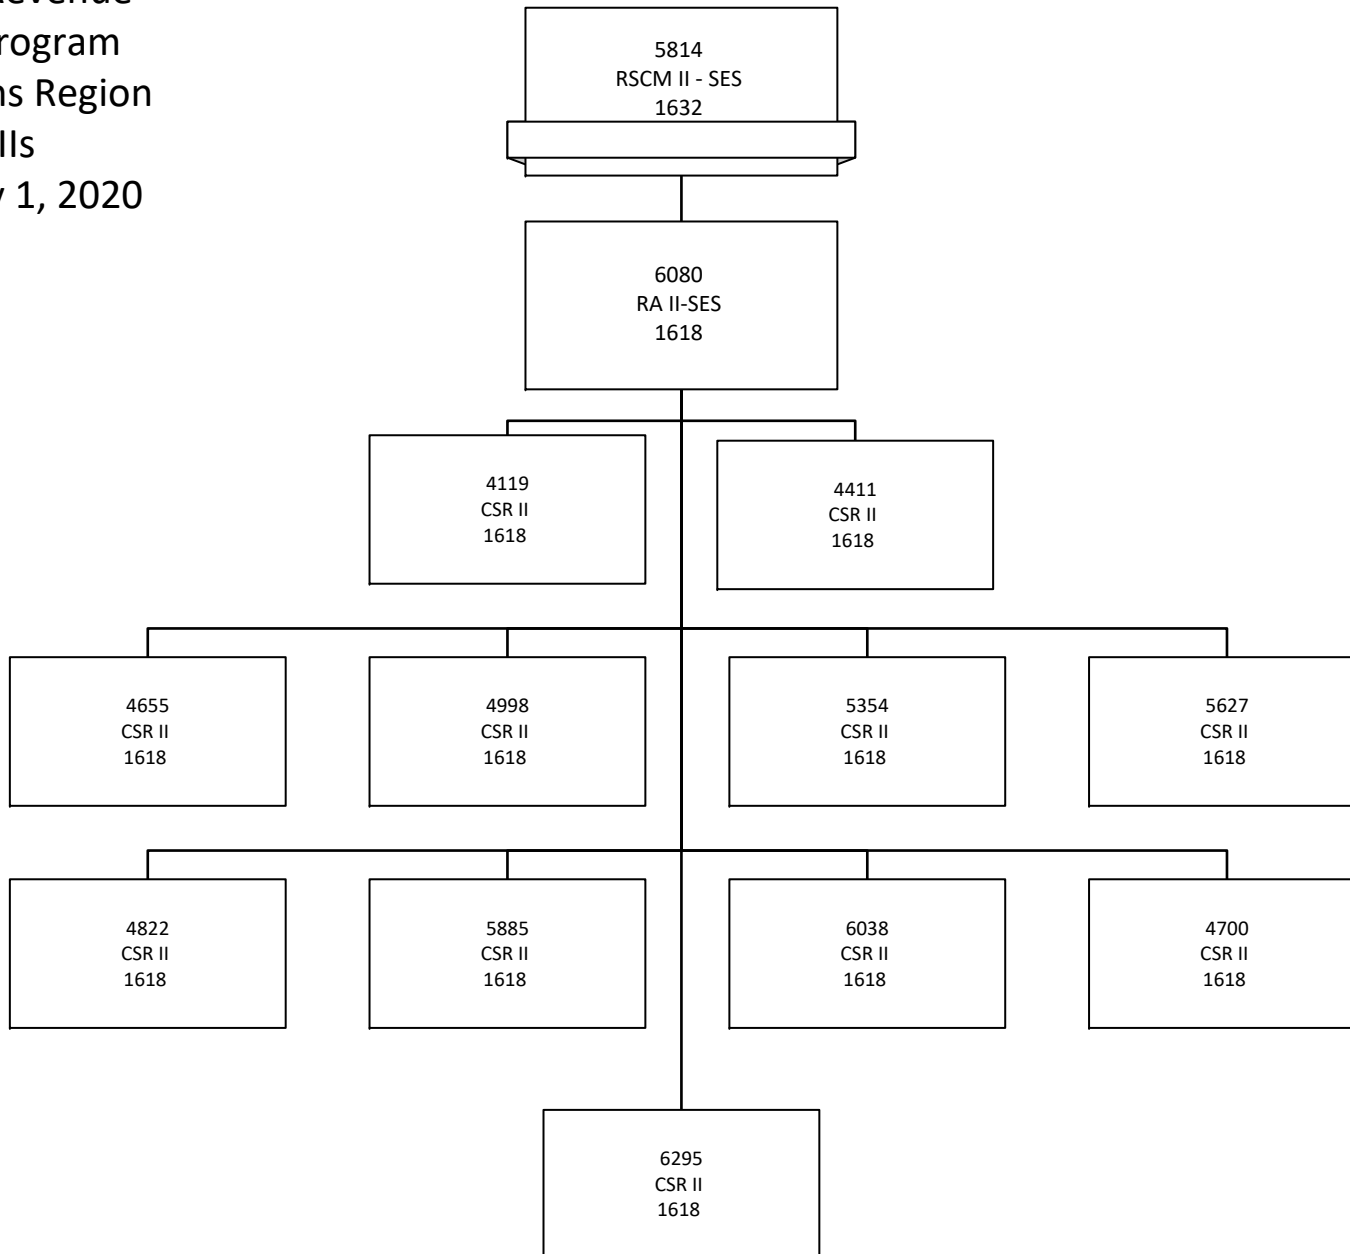 Revenue
Program
ns Region
lls
y 1, 2020
5814
RSCM II - SES
1632
6080
RA II-SES
1618
4119
CSR II
1618
4411
CSR II
1618
4655
CSR II
1618
4998
CSR II
1618
5354
CSR II
1618
5627
CSR II
1618
4822
CSR II
1618
5885
CSR II
1618
6038
CSR II
1618
4700
CSR II
1618
6295
CSR II
1618